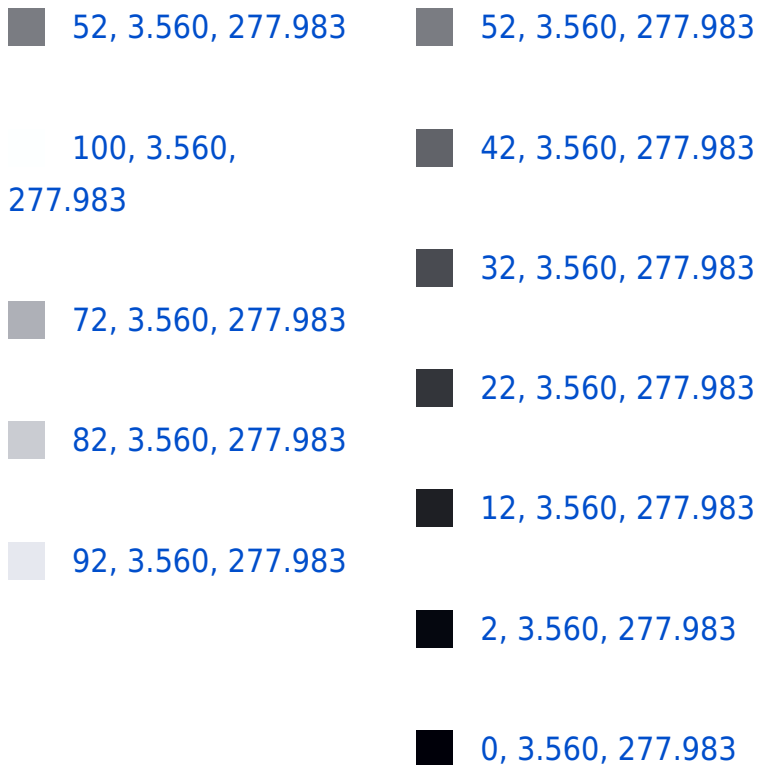 52, 3.560, 277.983
100, 3.560,
277.983
72, 3.560, 277.983
82, 3.560, 277.983
92, 3.560, 277.983
52, 3.560, 277.983
42, 3.560, 277.983
32, 3.560, 277.983
22, 3.560, 277.983
12, 3.560, 277.983
2, 3.560, 277.983
0, 3.560, 277.983